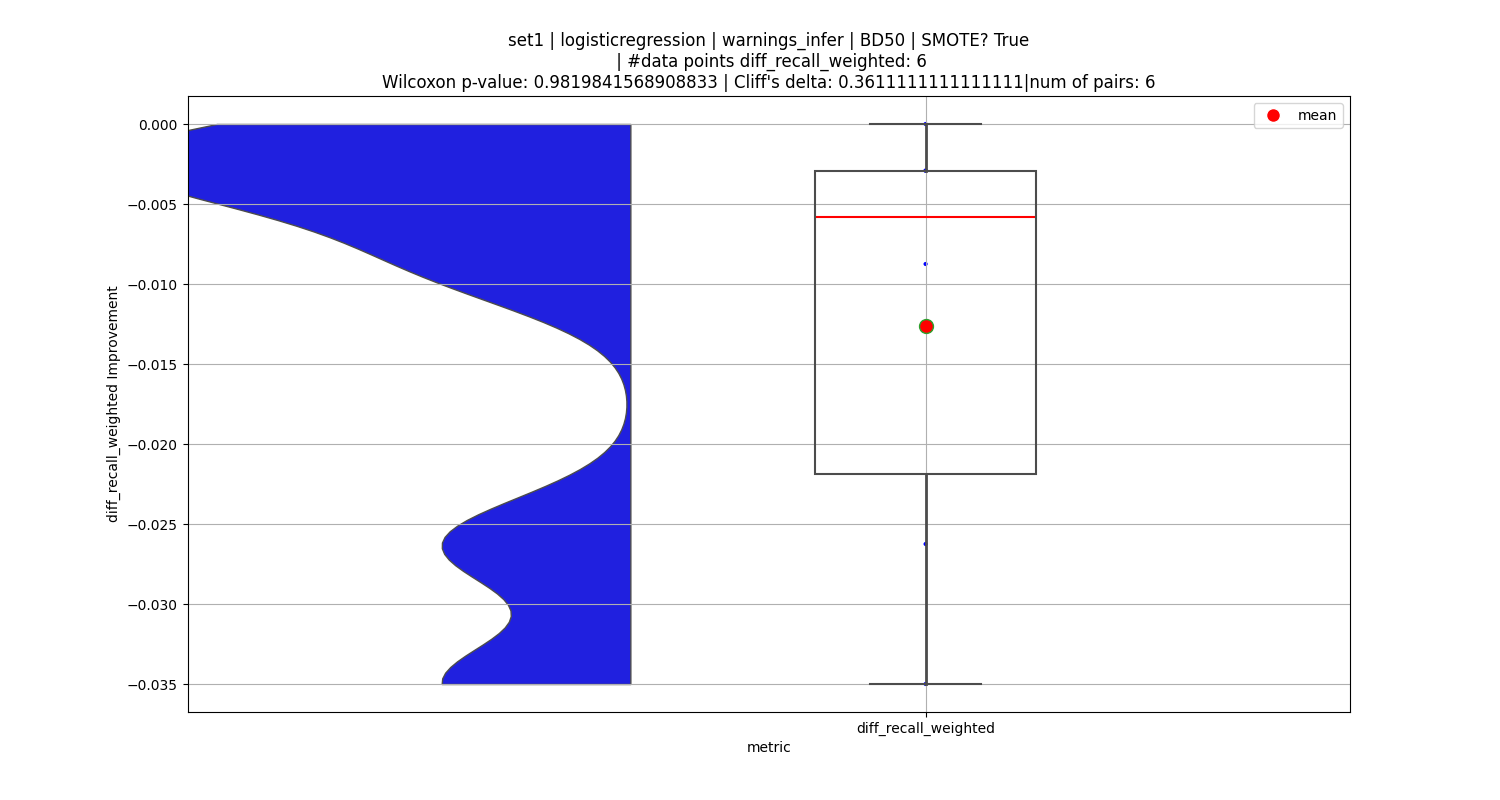 set1 | logisticregression | warnings_infer | BD50 | SMOTE? True
| #data points diff_recall_weighted: 6
Wilcoxon p-value: 0.9819841568908833 | Cliff's delta: 0.3611111111111111|num of pairs: 6
mean
0.000
−0.005
−0.010
−0.015
−0.020
−0.025
−0.030
−0.035
diff_recall_weighted Improvement
diff_recall_weighted
metric